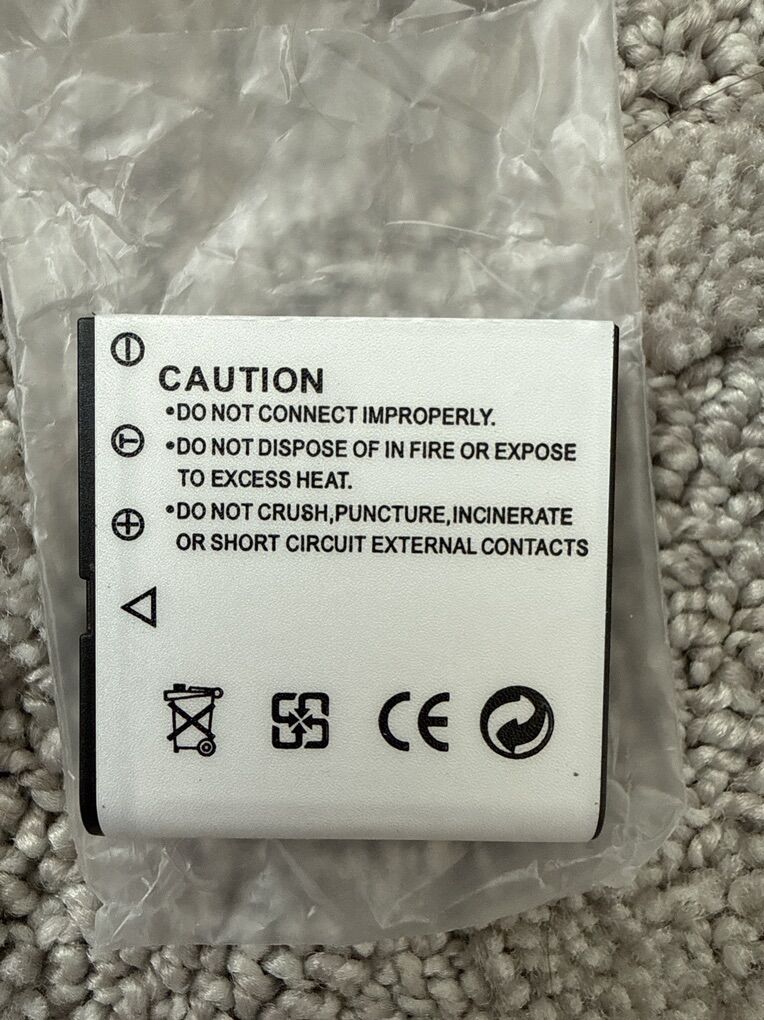 CAUTION
•DO NOT CONNECT IMPROPERLY.
•DO NOT DISPOSE OF IN FIRE OR EXPOSE
TO EXCESS HEAT.
•DO NOT CRUSH,PUNCTURE,INCINERATE
OR SHORT CIRCUIT EXTERNAL CONTACTS
T
CE